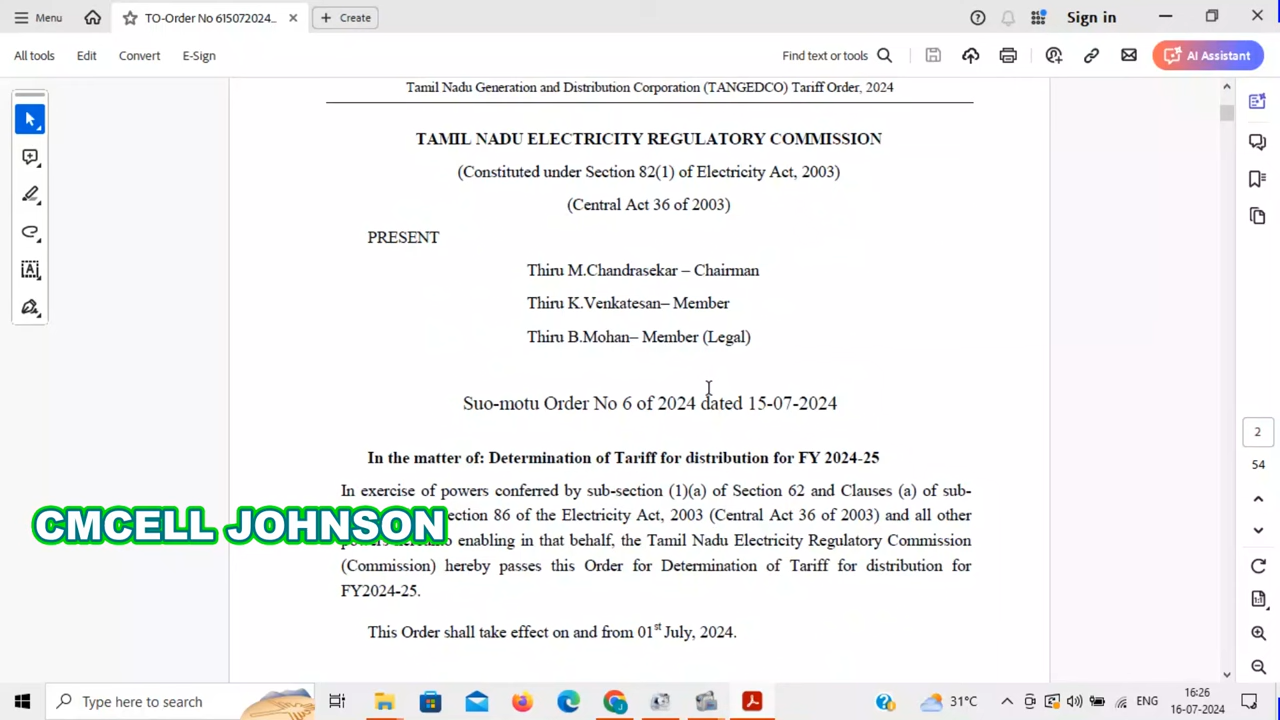 Menu
TO-Order No 615072024...
Create
Sign in
All tools
Edit
Convert
E-Sign
Find text or tools
AI Assistant
Tamil Nadu Generation and Distribution Corporation (TANGEDCO) Tariff Order, 2024
TAMIL NADU ELECTRICITY REGULATORY COMMISSION
(Constituted under Section 82(1) of Electricity Act, 2003)
(Central Act 36 of 2003)
PRESENT
Thiru M.Chandrasekar – Chairman
Thiru K.Venkatesan– Member
Thiru B.Mohan– Member (Legal)
Suo-motu Order No 6 of 2024 dated 15-07-2024
In the matter of: Determination of Tariff for distribution for FY 2024-25
In exercise of powers conferred by sub-section (1)(a) of Section 62 and Clauses (a) of sub-
ection 86 of the Electricity Act, 2003 (Central Act 36 of 2003) and all other
enabling in that behalf, the Tamil Nadu Electricity Regulatory Commission
(Commission) hereby passes this Order for Determination of Tariff for distribution for
FY2024-25.
This Order shall take effect on and from 01st July, 2024.
CMCELL JOHNSON
2
54
Type here to search
31°C
ENG
16:26
16-07-2024